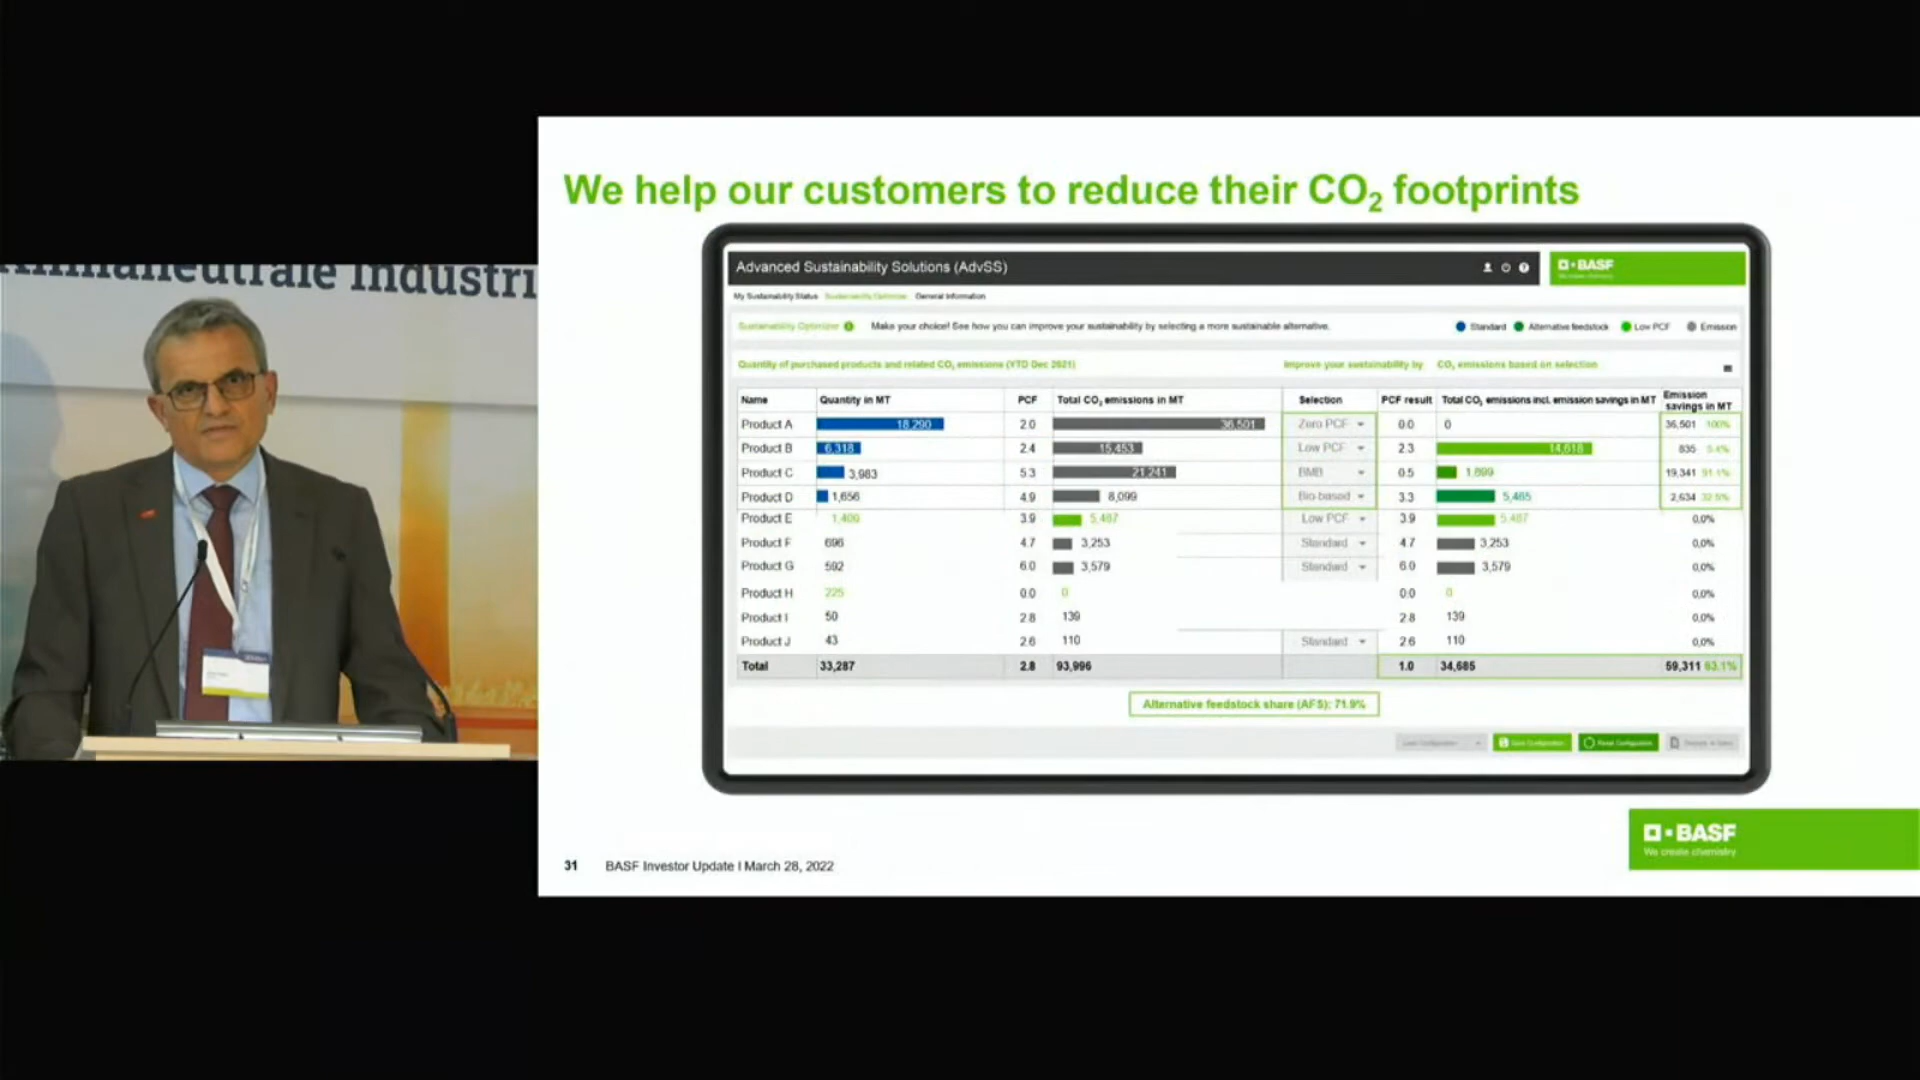 We help our customers to reduce their CO₂ footprints
Advanced Sustainability Solutions (AdvSS)
BASF
We create chemistry
My Sustainability Status Sustainability Optimizer General Information
Sustainability Optimizer Make your choice! See how you can improve your sustainability by selecting a more sustainable alternative. Standard Alternative feedstock Low PCF Emission
Quantity of purchased products and related CO₂ emissions (YTD Dec 2021) Improve your sustainability by CO₂ emissions based on selection
Name Quantity in MT PCF Total CO₂ emissions in MT Selection PCF result Total CO₂ emissions incl. emission savings in MT Emission savings in MT
Product A 18,290 2.0 36,501 Zero PCF 0.0 0 36,501 100%
Product B 6,318 2.4 15,453 Low PCF 2.3 14,618 835 5.4%
Product C 3,983 5.3 21,241 BMB 0.5 1,899 19,341 91.1%
Product D 1,656 4.9 8,099 Bio-based 3.3 5,465 2,634 32.5%
Product E 1,400 3.9 5,487 Low PCF 3.9 5,487 0,0%
Product F 696 4.7 3,253 Standard 4.7 3,253 0,0%
Product G 592 6.0 3,579 Standard 6.0 3,579 0,0%
Product H 225 0.0 0 0.0 0 0,0%
Product I 50 2.8 139 2.8 139 0,0%
Product J 43 2.6 110 Standard 2.6 110 0,0%
Total 33,287 2.8 93,996 1.0 34,685 59,311 63.1%
Alternative feedstock share (AFS): 71.9%
BASF
We create chemistry
31 BASF Investor Update I March 28, 2022